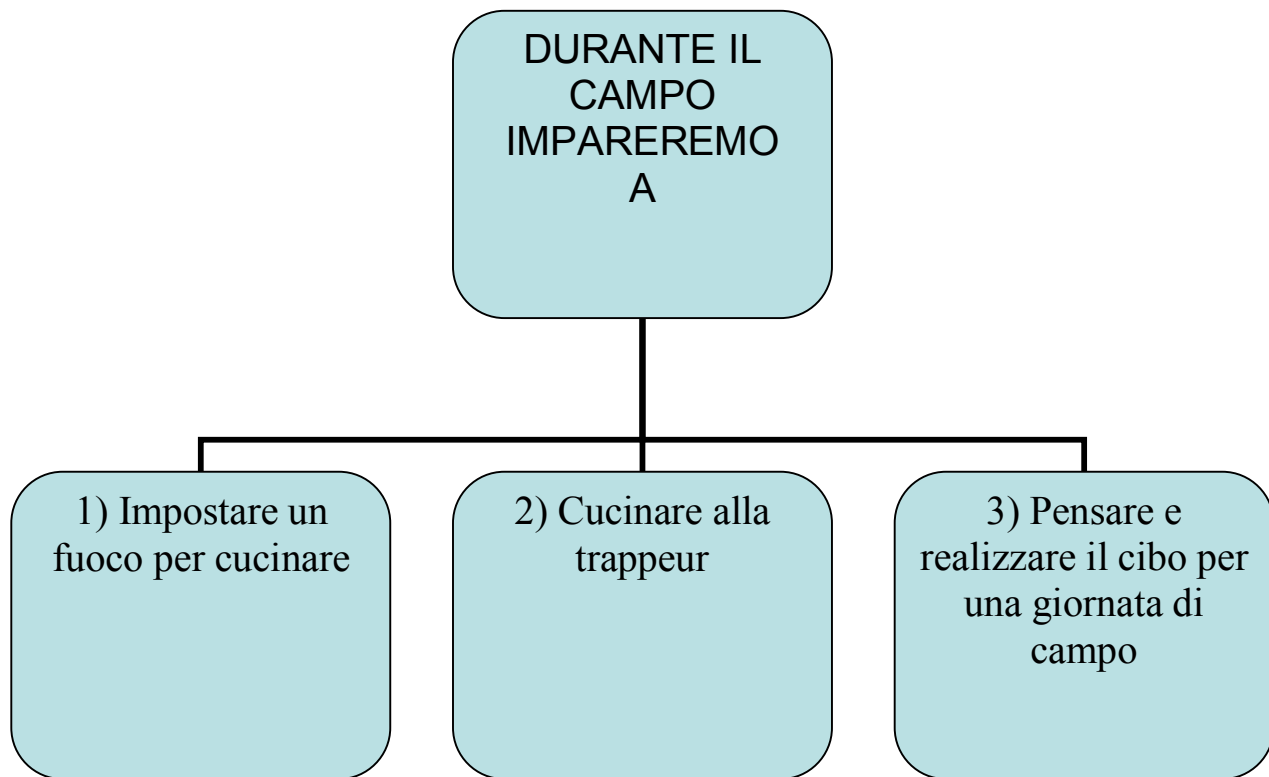 DURANTE IL
CAMPO
IMPAREREMO
A
1) Impostare un
fuoco per cucinare
2) Cucinare alla
trappeur
3) Pensare e
realizzare il cibo per
una giornata di
campo